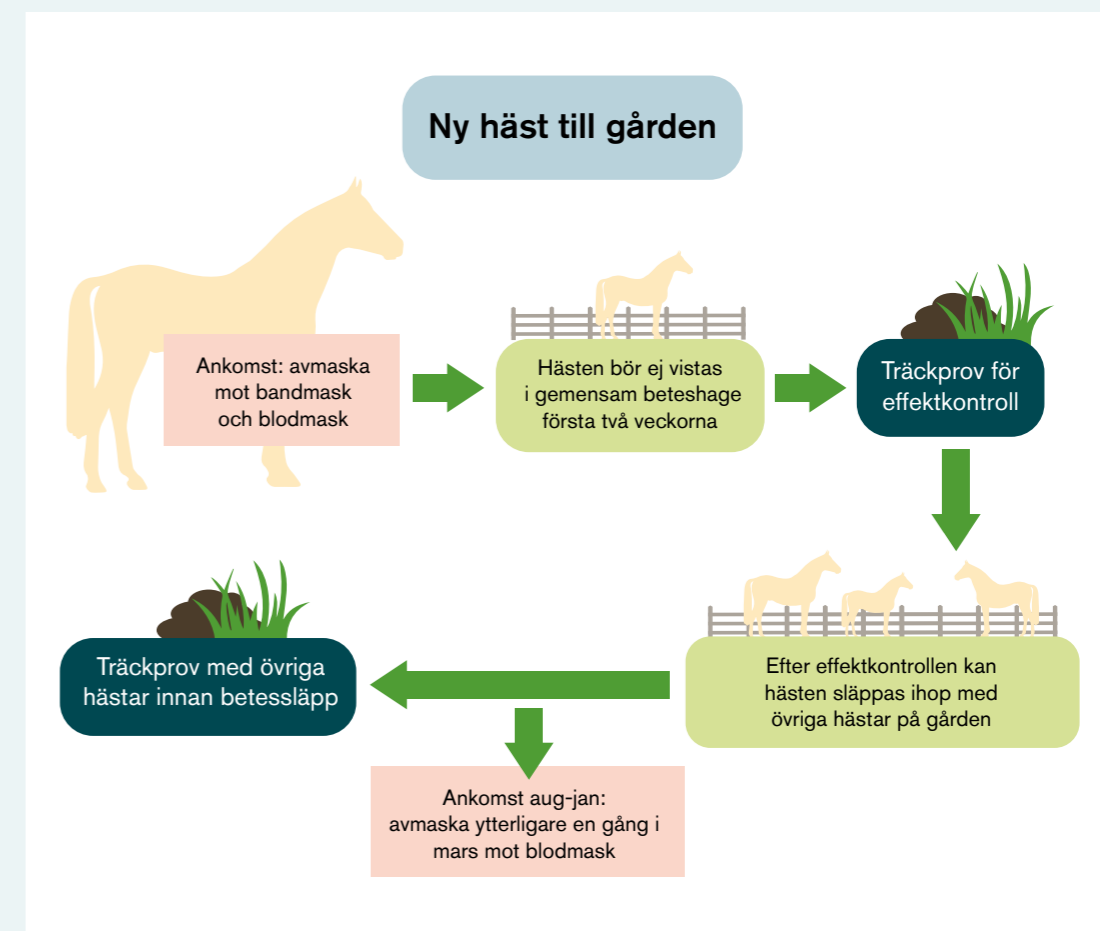 Ny häst till gården
Ankomst: avmaska
mot bandmask
och blodmask
Hästen bör ej vistas
i gemensam beteshage
första två veckorna
Träckprov för
effektkontroll
Efter effektkontrollen kan
hästen släppas ihop med
övriga hästar på gården
Träckprov med övriga
hästar innan betessläpp
Ankomst aug-jan:
avmaska ytterligare en gång i
mars mot blodmask